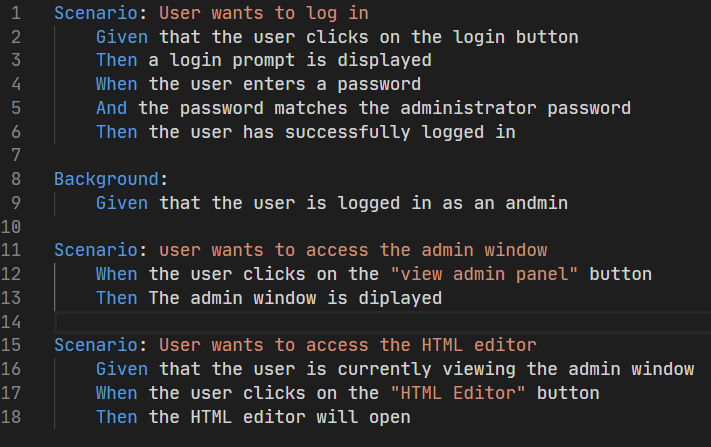 1 Scenario: User wants to log in
2 Given that the user clicks on the login button
3 Then a login prompt is displayed
4 When the user enters a password
5 And the password matches the administrator password
6 Then the user has successfully logged in
7
8 Background:
9 Given that the user is logged in as an andmin
10
11 Scenario: user wants to access the admin window
12 When the user clicks on the "view admin panel" button
13 Then The admin window is diplayed
14
15 Scenario: User wants to access the HTML editor
16 Given that the user is currently viewing the admin window
17 When the user clicks on the "HTML Editor" button
18 Then the HTML editor will open